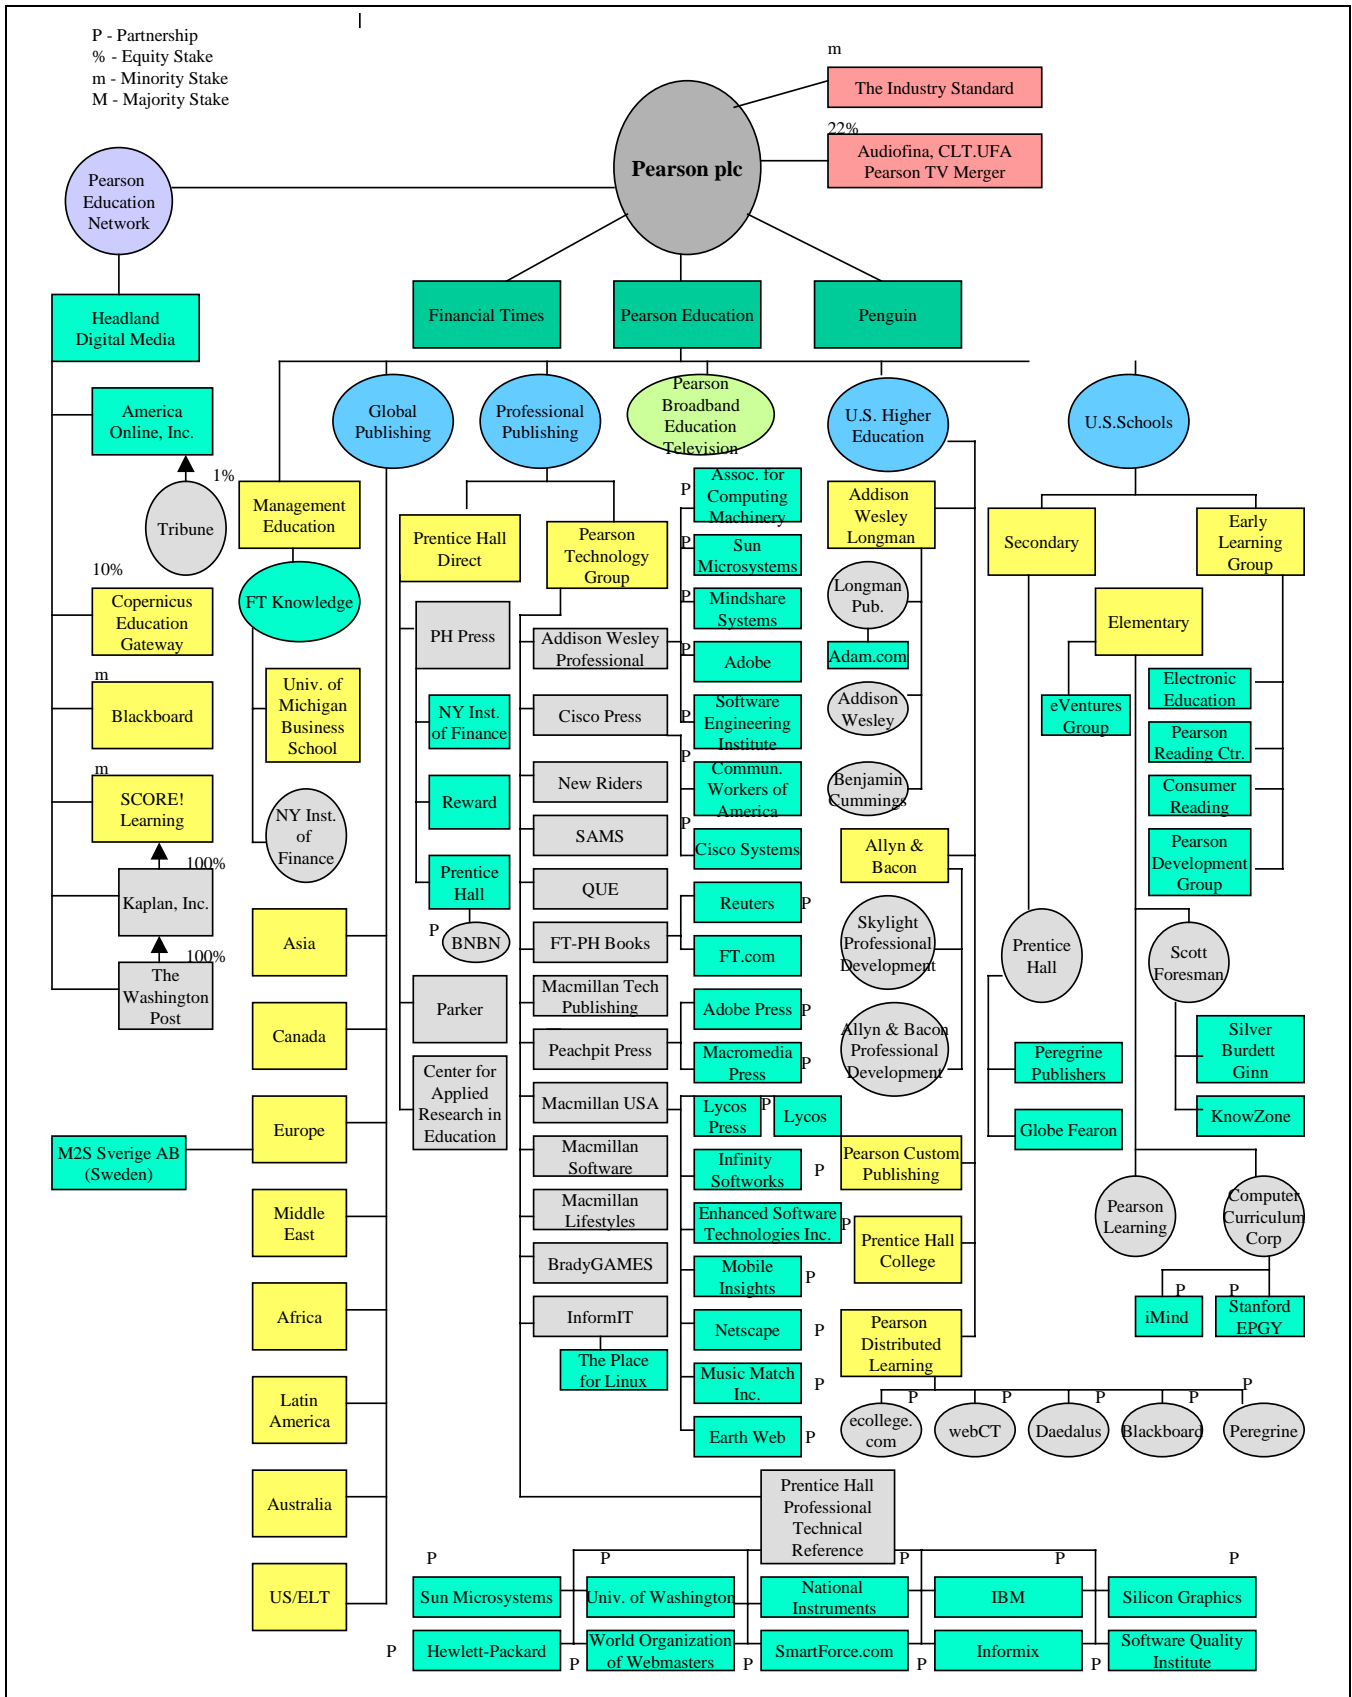 P - Partnership
% - Equity Stake
m - Minority Stake
M - Majority Stake
m
The Industry Standard
22%
Audiofina, CLT.UFA
Pearson TV Merger
Pearson plc
Pearson
Education
Network
Headland
Digital Media
Financial Times
Pearson Education
Penguin
America
Online, Inc.
1%
Tribune
10%
Copernicus
Education
Gateway
m
Blackboard
m
SCORE!
Learning
100%
Kaplan, Inc.
100%
The
Washington
Post
Management
Education
FT Knowledge
Univ. of
Michigan
Business
School
NY Inst.
of
Finance
Global
Publishing
Asia
Canada
Europe
M2S Sverige AB
(Sweden)
Middle
East
Africa
Latin
America
Australia
US/ELT
Professional
Publishing
Prentice Hall
Direct
PH Press
NY Inst.
of Finance
Reward
Prentice
Hall
P
BNBN
Parker
Center for
Applied
Research in
Education
Pearson
Technology
Group
Addison Wesley
Professional
Cisco Press
New Riders
SAMS
QUE
FT-PH Books
Macmillan Tech
Publishing
Peachpit Press
Macmillan USA
Macmillan
Software
Macmillan
Lifestyles
BradyGAMES
InformIT
The Place
for Linux
Pearson
Broadband
Education
Television
P
Assoc. for
Computing
Machinery
P
Sun
Microsystems
P
Mindshare
Systems
P
Adobe
P
Software
Engineering
Institute
P
Commun.
Workers of
America
P
Cisco Systems
Reuters
P
FT.com
Adobe Press
P
Macromedia
Press
P
Lycos
Press
P
Lycos
Infinity
Softworks
P
Enhanced Software
Technologies Inc.
P
Mobile
Insights
P
Netscape
P
Music Match
Inc.
P
Earth Web
P
U.S. Higher
Education
Addison
Wesley
Longman
Longman
Pub.
Adam.com
Addison
Wesley
Benjamin
Cummings
Allyn &
Bacon
Skylight
Professional
Development
Allyn & Bacon
Professional
Development
Pearson Custom
Publishing
Prentice Hall
College
Pearson
Distributed
Learning
P
P
P
P
P
ecollege.
com
webCT
Daedalus
Blackboard
Peregrine
U.S.Schools
Secondary
Early
Learning
Group
Elementary
eVentures
Group
Electronic
Education
Pearson
Reading Ctr.
Consumer
Reading
Pearson
Development
Group
Prentice
Hall
Scott
Foresman
Peregrine
Publishers
Globe Fearon
Silver
Burdett
Ginn
KnowZone
Pearson
Learning
Computer
Curriculum
Corp
P
P
iMind
Stanford
EPGY
Prentice Hall
Professional
Technical
Reference
P
P
P
P
P
Sun Microsystems
Univ. of Washington
National
Instruments
IBM
Silicon Graphics
P
Hewlett-Packard
P
World Organization
of Webmasters
P
SmartForce.com
P
Informix
P
Software Quality
Institute